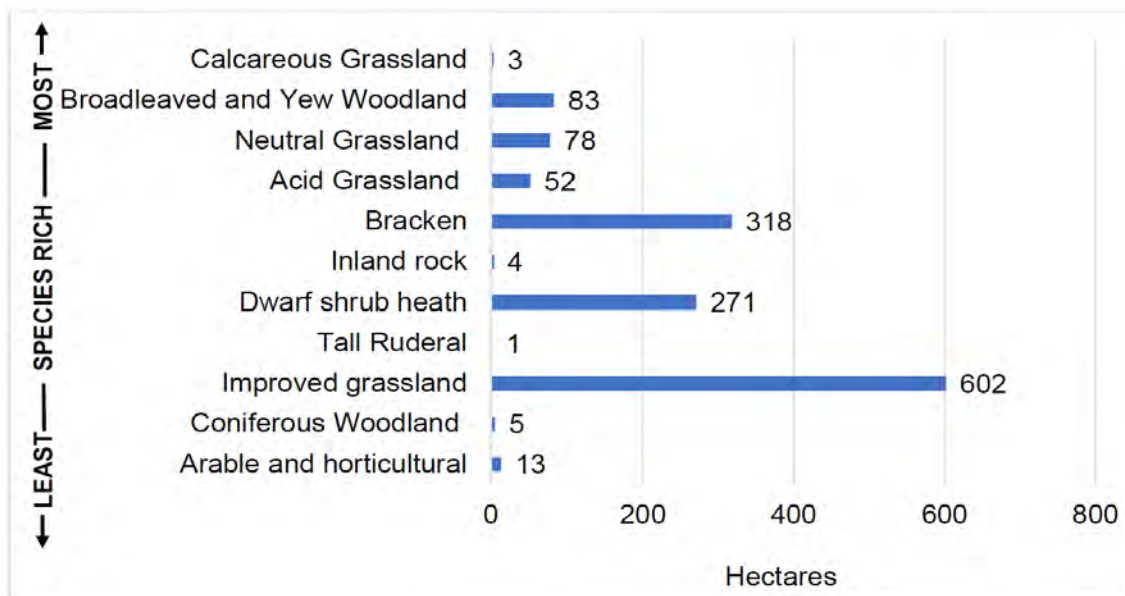 LEAST SPECIES RICH MOST
Calcareous Grassland 3
Broadleaved and Yew Woodland 83
Neutral Grassland 78
Acid Grassland 52
Bracken 318
Inland rock 4
Dwarf shrub heath 271
Tall Ruderal 1
Improved grassland 602
Coniferous Woodland 5
Arable and horticultural 13
0 200 400 600 800
Hectares